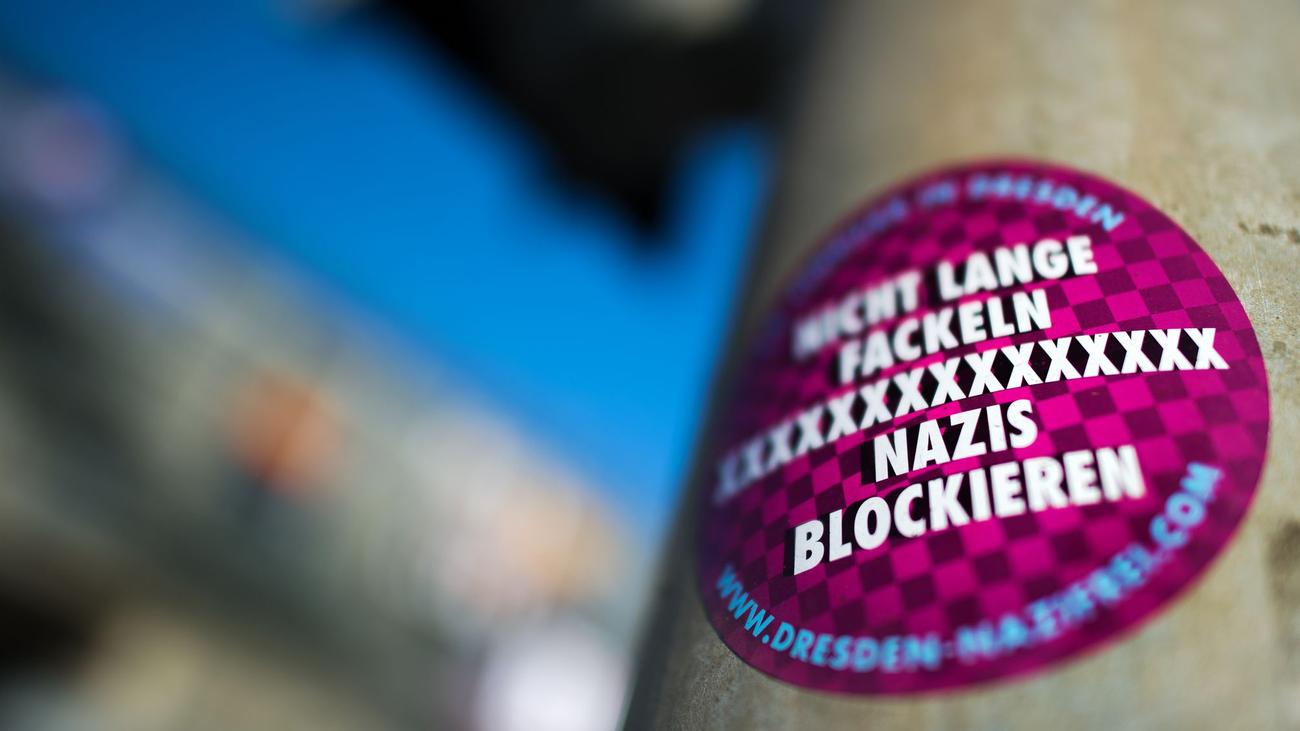 IN DRESDEN
NICHT LANGE
FACKELN
XXXXXXXXXXXXXX
NAZIS
BLOCKIEREN
WWW.DRESDEN-NAZIFREI.COM